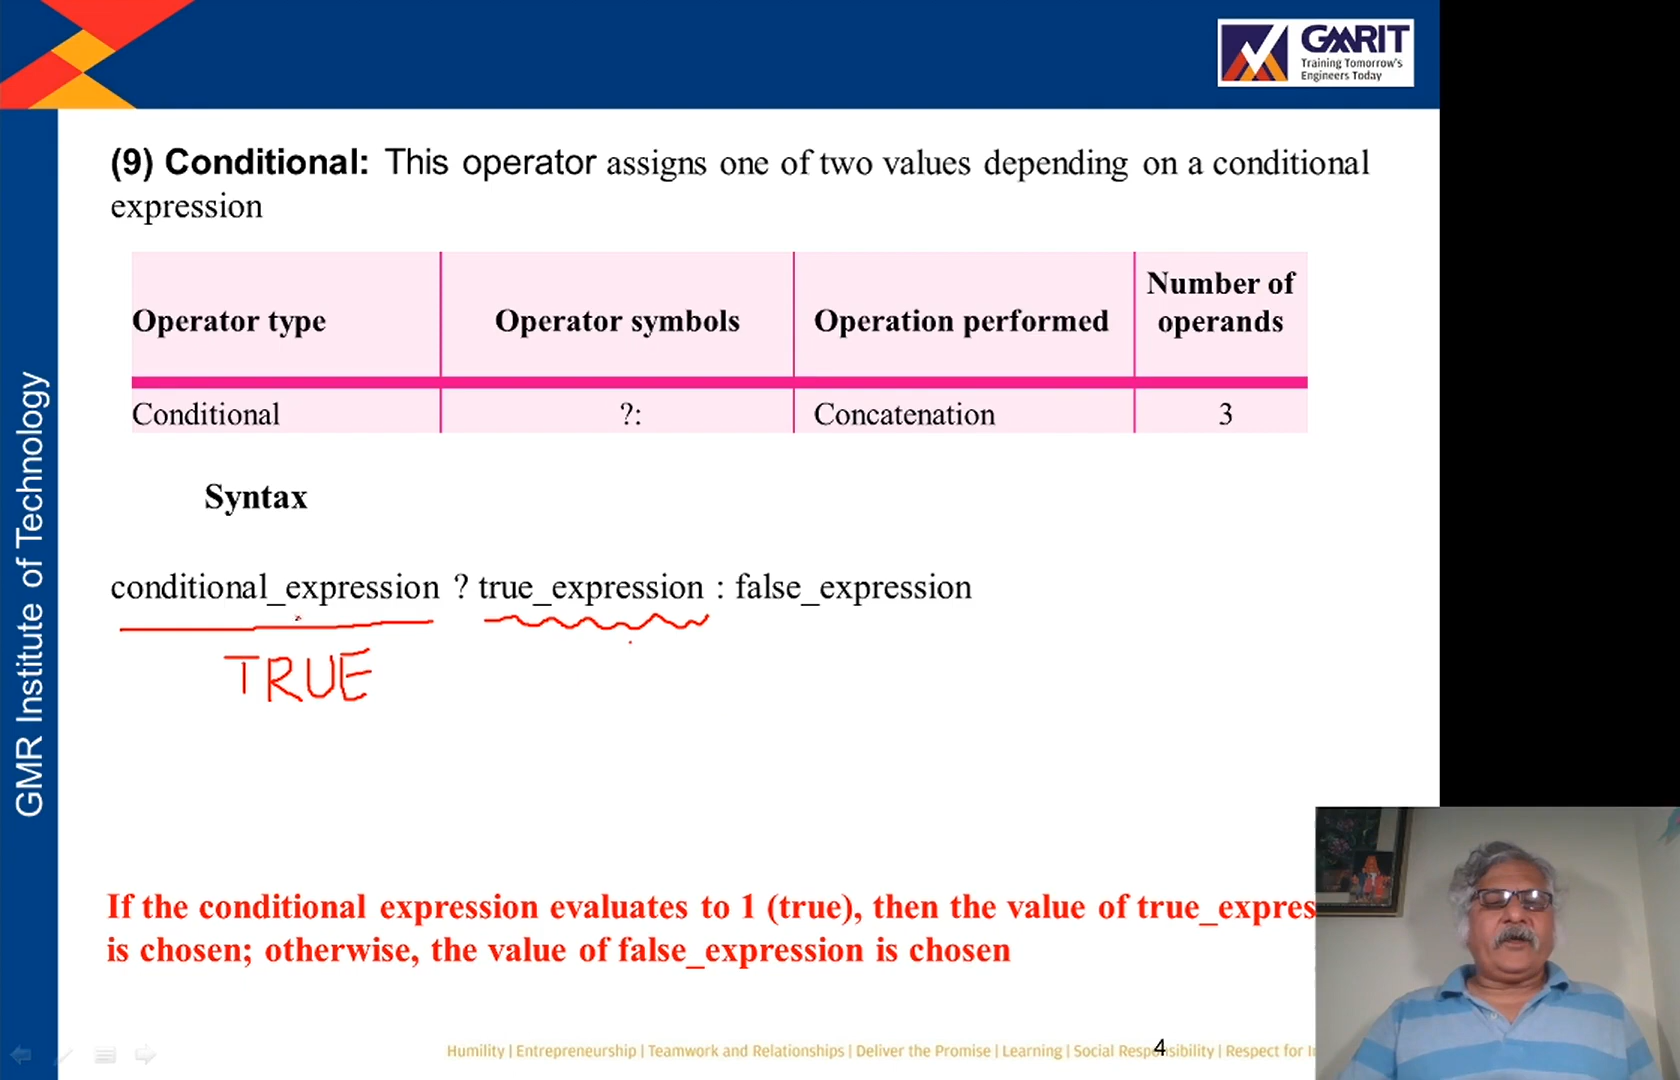 GMRIT
Training Tomorrow's
Engineers Today
(9) Conditional: This operator assigns one of two values depending on a conditional
expression
Operator type Operator symbols Operation performed Number of operands
Conditional ?: Concatenation 3
Syntax
conditional_expression ? true_expression : false_expression
TRUE
If the conditional expression evaluates to 1 (true), then the value of true_expres
is chosen; otherwise, the value of false_expression is chosen
GMR Institute of Technology
Humility | Entrepreneurship | Teamwork and Relationships | Deliver the Promise | Learning | Social Responsibility | Respect for
4